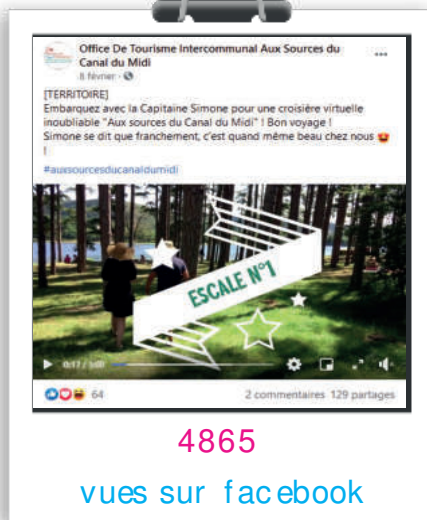 Office De Tourisme Intercommunal Aux Sources du
Canal du Midi
8 février
[TERRITOIRE]
Embarquez avec la Capitaine Simone pour une croisière virtuelle
inoubliable "Aux sources du Canal du Midi" ! Bon voyage !
Simone se dit que franchement, c'est quand même beau chez nous 🤩
!
#auxsourcesducanaldumidi
ESCALE N°1
0:17 /
64
2 commentaires 129 partages
4865
vues sur facebook